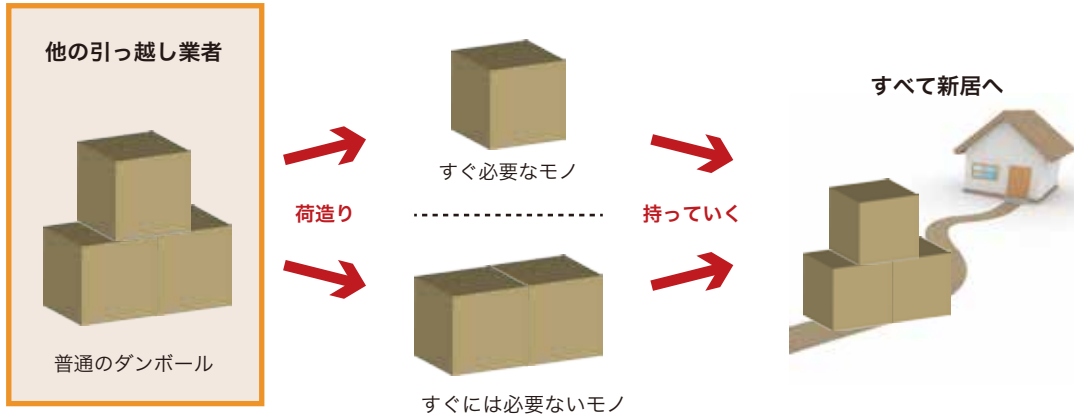 他の引っ越し業者
普通のダンボール
荷造り
すぐ必要なモノ
すぐには必要ないモノ
持っていく
すべて新居へ